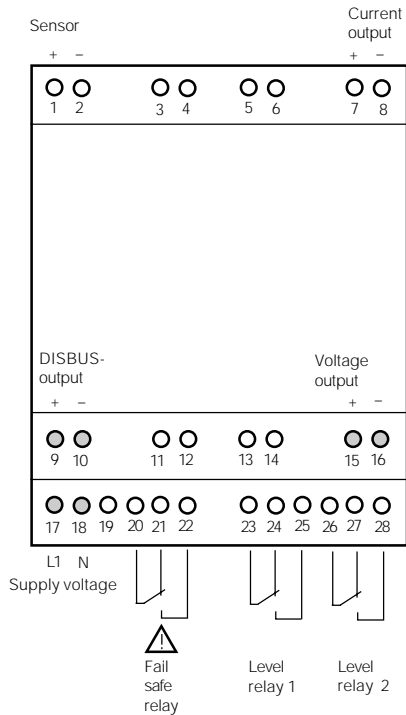 Sensor
Current
output
+ –
+ –
1 2 3 4 5 6 7 8
DISBUS-
output
Voltage
output
+ –
+ –
9 10 11 12 13 14 15 16
17 18 19 20 21 22 23 24 25 26 27 28
L1 N
Supply voltage
!
Fail
safe
relay
Level
relay 1
Level
relay 2